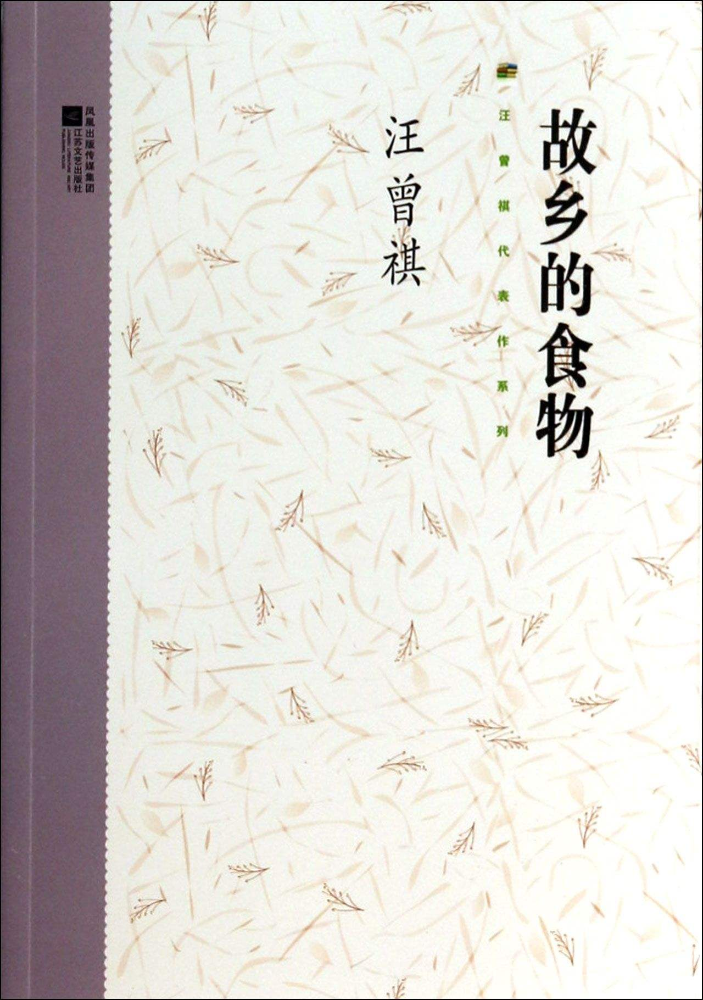 故乡的食物
汪曾祺代表作系列
汪曾祺
凤凰出版传媒集团
江苏文艺出版社